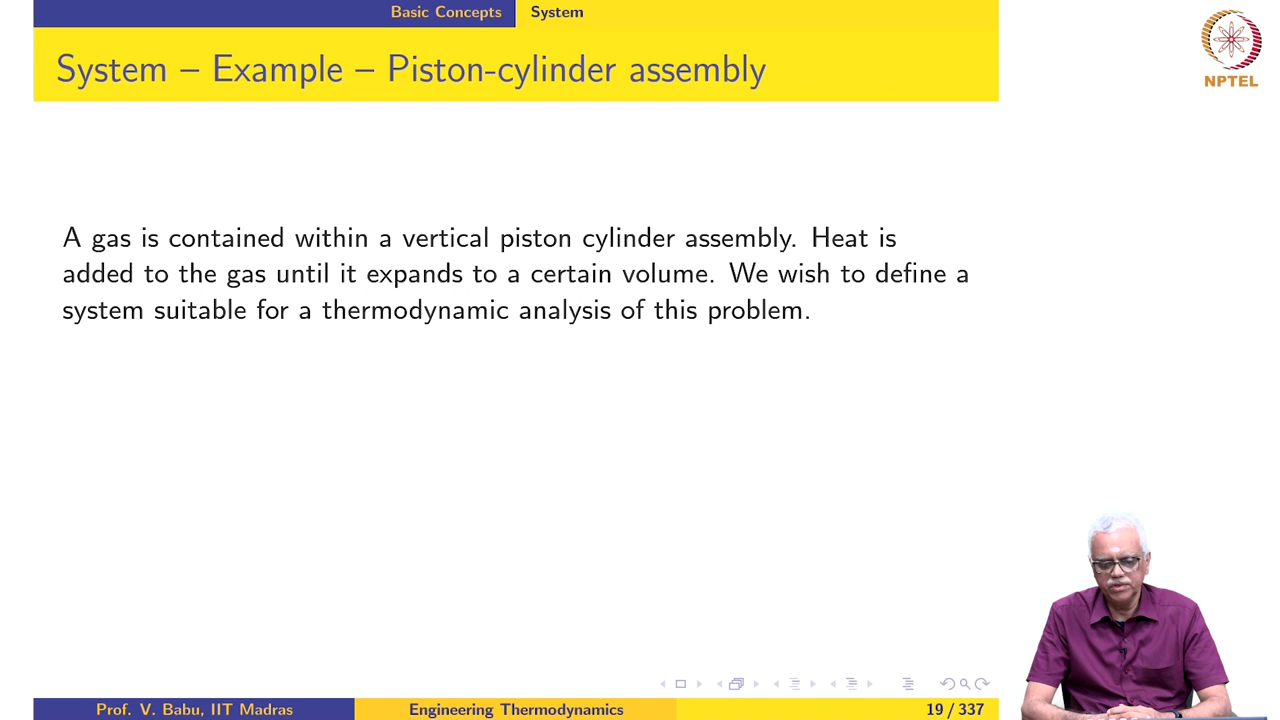 Basic Concepts System
NPTEL
System – Example – Piston-cylinder assembly
A gas is contained within a vertical piston cylinder assembly. Heat is
added to the gas until it expands to a certain volume. We wish to define a
system suitable for a thermodynamic analysis of this problem.
Prof. V. Babu, IIT Madras Engineering Thermodynamics 19 / 337